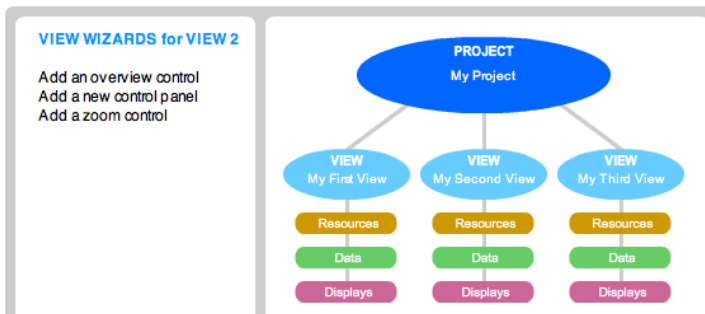 VIEW WIZARDS for VIEW 2
Add an overview control
Add a new control panel
Add a zoom control
PROJECT
My Project
VIEW
My First View
VIEW
My Second View
VIEW
My Third View
Resources
Resources
Resources
Data
Data
Data
Displays
Displays
Displays